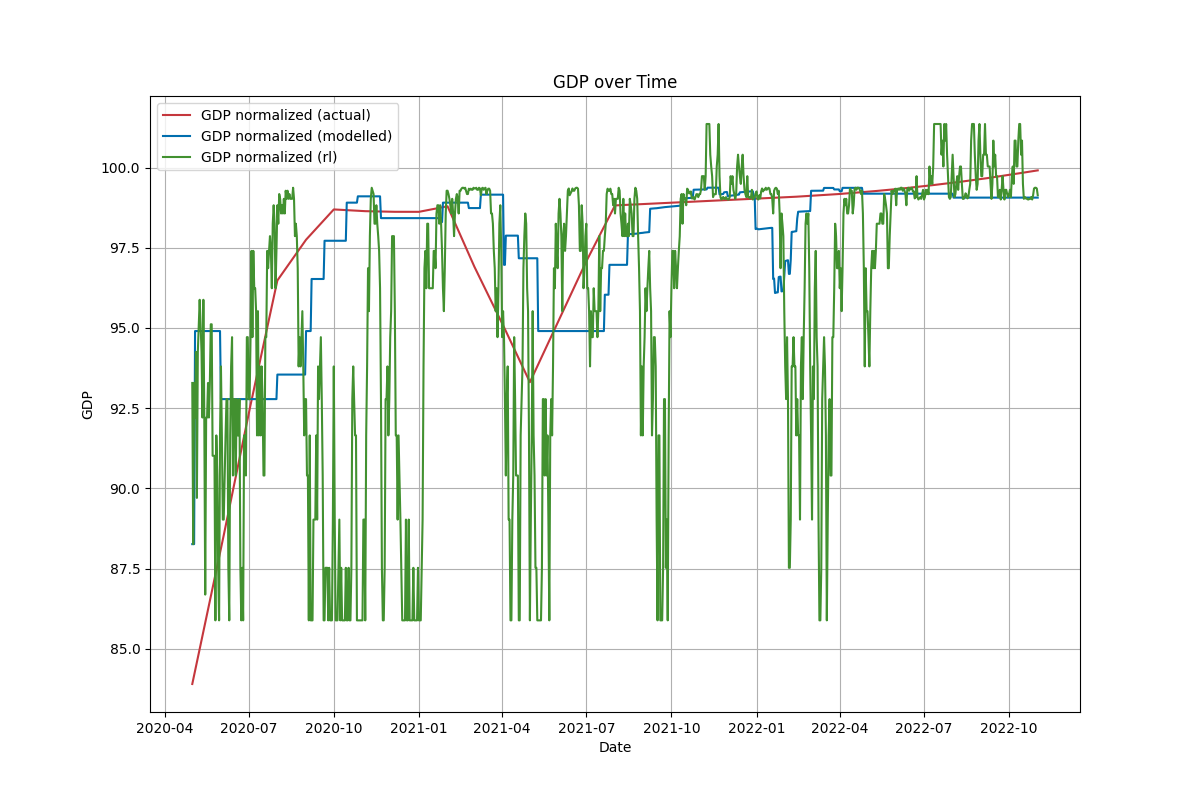 GDP over Time
GDP normalized (actual)
GDP normalized (modelled)
GDP normalized (rl)
100.0
97.5
95.0
92.5
90.0
87.5
85.0
GDP
2020-04 2020-07 2020-10 2021-01 2021-04 2021-07 2021-10 2022-01 2022-04 2022-07 2022-10
Date